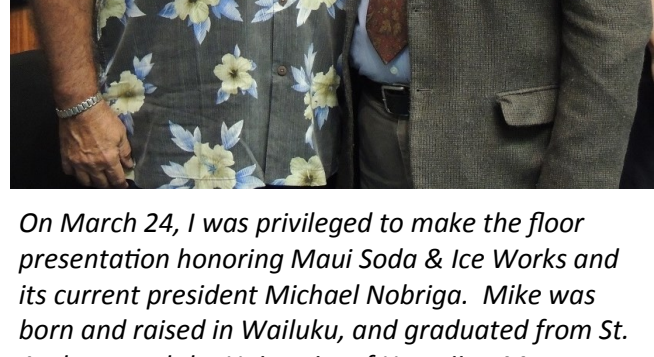 On March 24, I was privileged to make the floor
presentation honoring Maui Soda & Ice Works and
its current president Michael Nobriga.  Mike was
born and raised in Wailuku, and graduated from St.